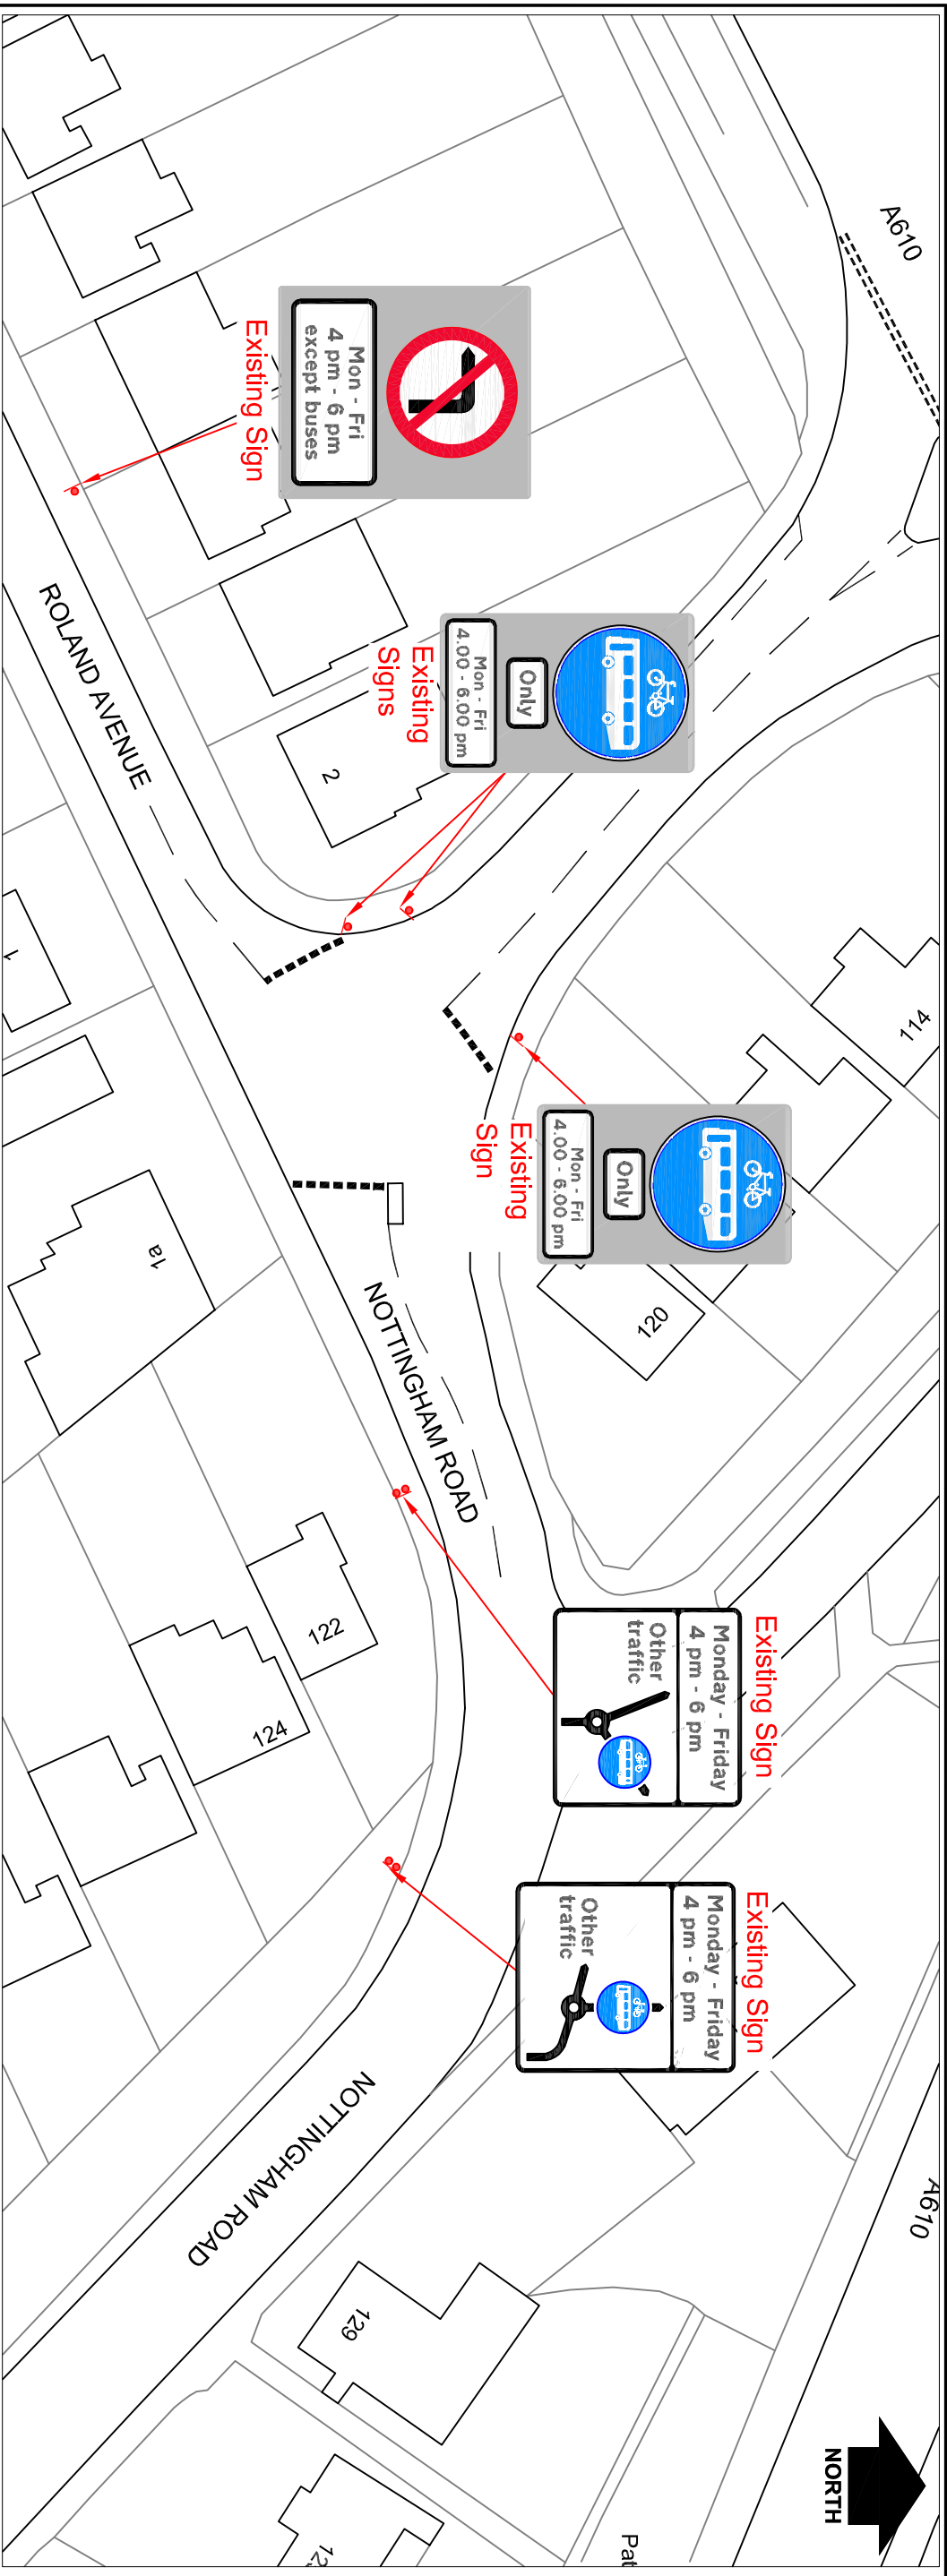 A610
Mon - Fri
4 pm - 6 pm
except buses
Existing Sign
ROLAND AVENUE
Only
Mon - Fri
4.00 - 6.00 pm
Existing
Signs
2
1
114
Only
Mon - Fri
4.00 - 6.00 pm
Existing
Sign
120
1a
NOTTINGHAM ROAD
122
124
Existing Sign
Monday - Friday
4 pm - 6 pm
Other
traffic
Existing Sign
Monday - Friday
4 pm - 6 pm
Other
traffic
NOTTINGHAM ROAD
A610
129
NORTH